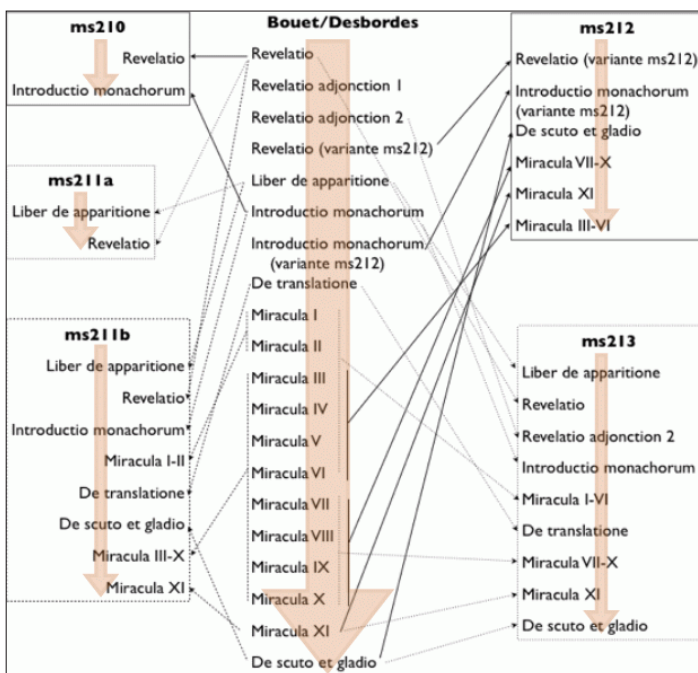 ms210
Revelatio
Introductio monachorum
ms211a
Liber de apparitione
Revelatio
ms211b
Liber de apparitione
Revelatio
Introductio monachorum
Miracula I-II
De translatione
De scuto et gladio
Miracula III-X
Miracula XI
Bouet/Desbordes
Revelatio
Revelatio adjonction 1
Revelatio adjonction 2
Revelatio (variante ms212)
Liber de apparitione
Introductio monachorum
Introductio monachorum
(variante ms212)
De translatione
Miracula I
Miracula II
Miracula III
Miracula IV
Miracula V
Miracula VI
Miracula VII
Miracula VIII
Miracula IX
Miracula X
Miracula XI
De scuto et gladio
ms212
Revelatio (variante ms212)
Introductio monachorum
(variante ms212)
De scuto et gladio
Miracula VII-X
Miracula XI
Miracula III-VI
ms213
Liber de apparitione
Revelatio
Revelatio adjonction 2
Introductio monachorum
Miracula I-VI
De translatione
Miracula VII-X
Miracula XI
De scuto et gladio